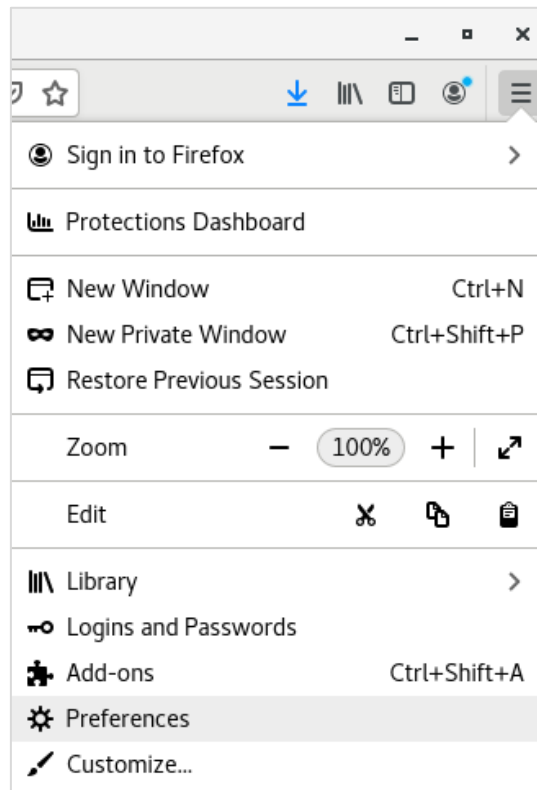 Sign in to Firefox
Protections Dashboard
New Window Ctrl+N
New Private Window Ctrl+Shift+P
Restore Previous Session
Zoom 100%
Edit
Library
Logins and Passwords
Add-ons Ctrl+Shift+A
Preferences
Customize...